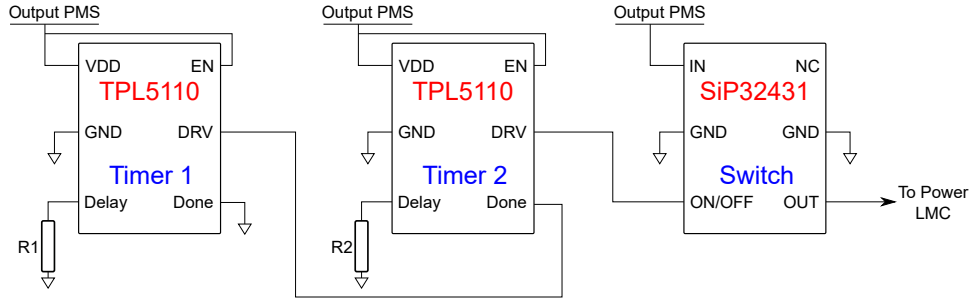 Output PMS
Output PMS
Output PMS
VDD EN
TPL5110
GND DRV
Timer 1
Delay Done
R1
VDD EN
TPL5110
GND DRV
Timer 2
Delay Done
R2
IN NC
SiP32431
GND GND
Switch
ON/OFF OUT
To Power
LMC